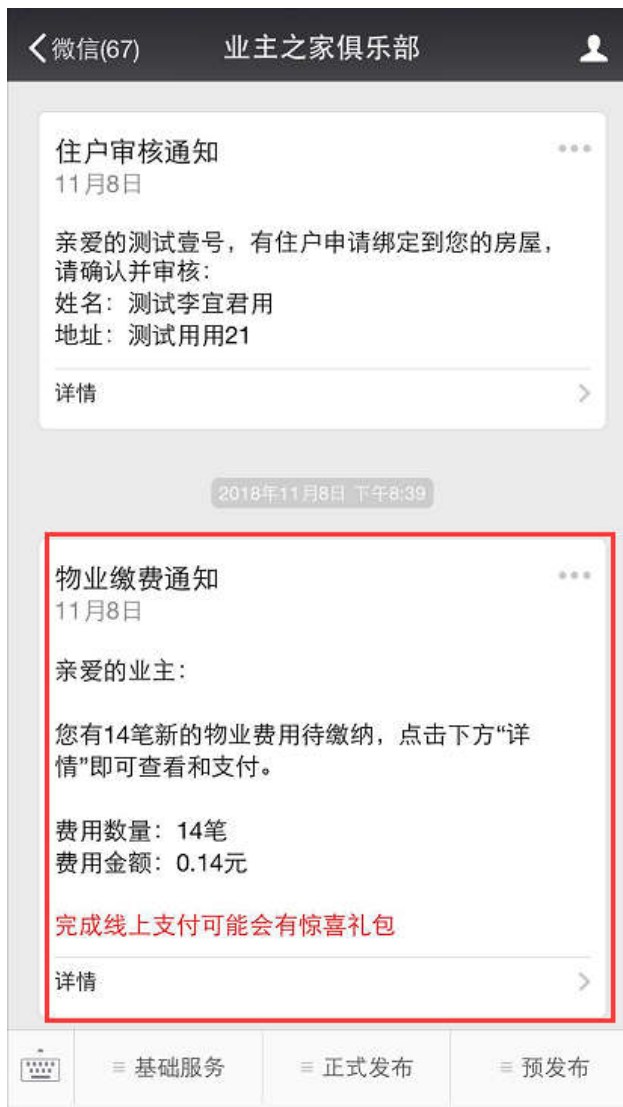 微信(67)
业主之家俱乐部
住户审核通知
11月8日
亲爱的测试壹号，有住户申请绑定到您的房屋，
请确认并审核：
姓名：测试李宜君用
地址：测试用用21
详情
2018年11月8日 下午8:39
物业缴费通知
11月8日
亲爱的业主：
您有14笔新的物业费用待缴纳，点击下方“详
情”即可查看和支付。
费用数量：14笔
费用金额：0.14元
完成线上支付可能会有惊喜礼包
详情
基础服务
正式发布
预发布